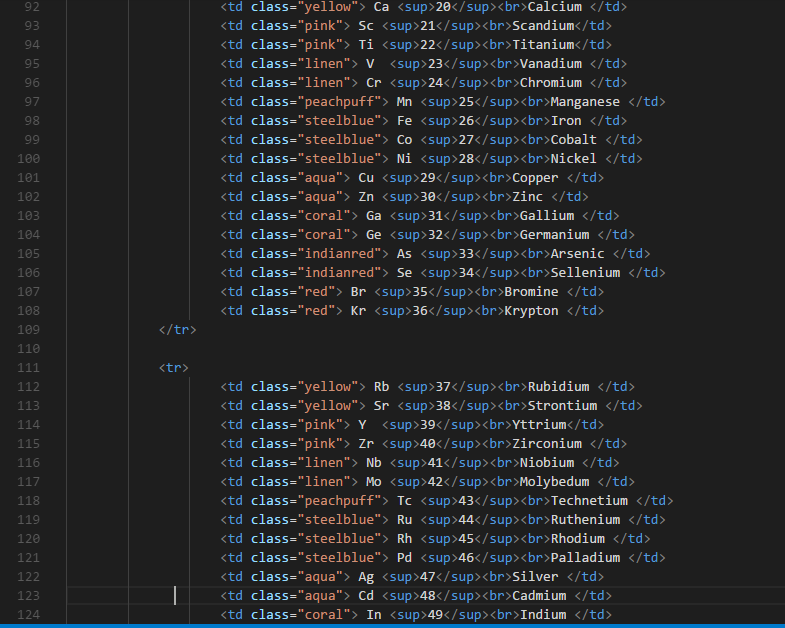 92 <td class="yellow"> Ca <sup>20</sup><br>Calcium </td>
93 <td class="pink"> Sc <sup>21</sup><br>Scandium</td>
94 <td class="pink"> Ti <sup>22</sup><br>Titanium</td>
95 <td class="linen"> V  <sup>23</sup><br>Vanadium </td>
96 <td class="linen"> Cr <sup>24</sup><br>Chromium </td>
97 <td class="peachpuff"> Mn <sup>25</sup><br>Manganese </td>
98 <td class="steelblue"> Fe <sup>26</sup><br>Iron </td>
99 <td class="steelblue"> Co <sup>27</sup><br>Cobalt </td>
100 <td class="steelblue"> Ni <sup>28</sup><br>Nickel </td>
101 <td class="aqua"> Cu <sup>29</sup><br>Copper </td>
102 <td class="aqua"> Zn <sup>30</sup><br>Zinc </td>
103 <td class="coral"> Ga <sup>31</sup><br>Gallium </td>
104 <td class="coral"> Ge <sup>32</sup><br>Germanium </td>
105 <td class="indianred"> As <sup>33</sup><br>Arsenic </td>
106 <td class="indianred"> Se <sup>34</sup><br>Sellenium </td>
107 <td class="red"> Br <sup>35</sup><br>Bromine </td>
108 <td class="red"> Kr <sup>36</sup><br>Krypton </td>
109 </tr>
110
111 <tr>
112 <td class="yellow"> Rb <sup>37</sup><br>Rubidium </td>
113 <td class="yellow"> Sr <sup>38</sup><br>Strontium </td>
114 <td class="pink"> Y  <sup>39</sup><br>Yttrium</td>
115 <td class="pink"> Zr <sup>40</sup><br>Zirconium </td>
116 <td class="linen"> Nb <sup>41</sup><br>Niobium </td>
117 <td class="linen"> Mo <sup>42</sup><br>Molybedum </td>
118 <td class="peachpuff"> Tc <sup>43</sup><br>Technetium </td>
119 <td class="steelblue"> Ru <sup>44</sup><br>Ruthenium </td>
120 <td class="steelblue"> Rh <sup>45</sup><br>Rhodium </td>
121 <td class="steelblue"> Pd <sup>46</sup><br>Palladium </td>
122 <td class="aqua"> Ag <sup>47</sup><br>Silver </td>
123 <td class="aqua"> Cd <sup>48</sup><br>Cadmium </td>
124 <td class="coral"> In <sup>49</sup><br>Indium </td>